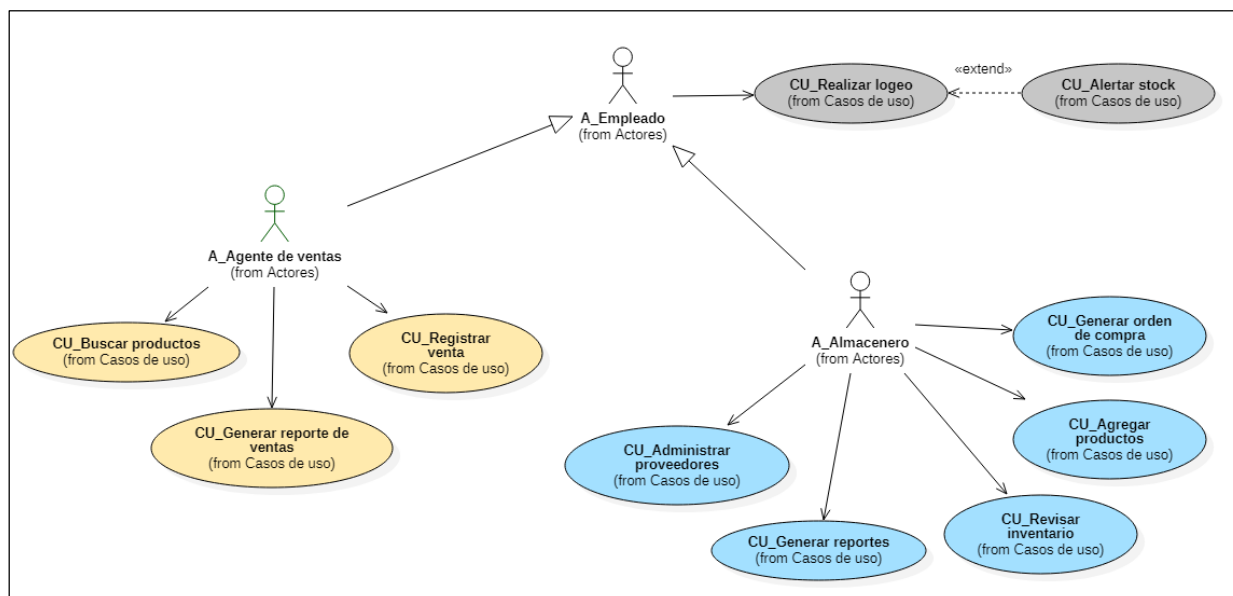 CU_Realizar logeo
(from Casos de uso)
«extend»
CU_Alertar stock
(from Casos de uso)
A_Empleado
(from Actores)
A_Agente de ventas
(from Actores)
CU_Buscar productos
(from Casos de uso)
CU_Registrar
venta
(from Casos de uso)
CU_Generar reporte de
ventas
(from Casos de uso)
A_Almacenero
(from Actores)
CU_Generar orden
de compra
(from Casos de uso)
CU_Agregar
productos
(from Casos de uso)
CU_Administrar
proveedores
(from Casos de uso)
CU_Revisar
inventario
(from Casos de uso)
CU_Generar reportes
(from Casos de uso)